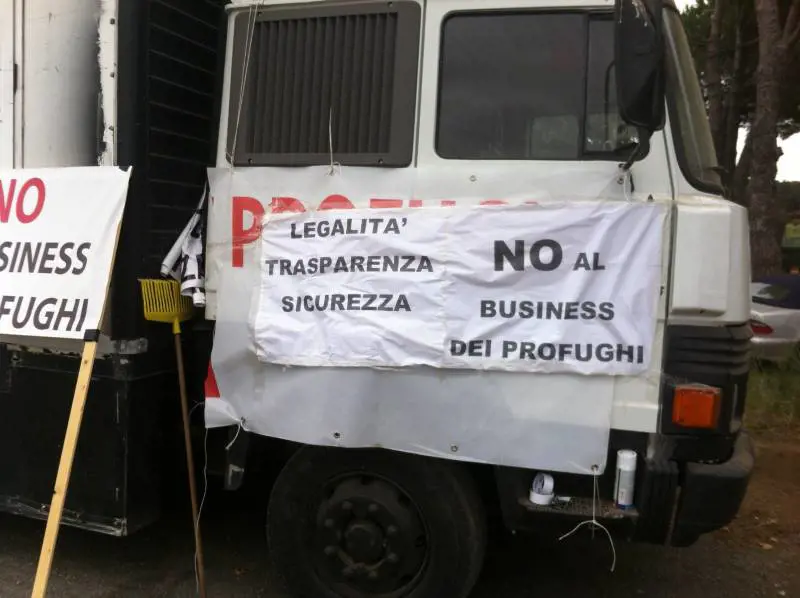 NO
SINESS
FUGHI
LEGALITA'
TRASPARENZA
SICUREZZA
NO AL
BUSINESS
DEI PROFUGHI